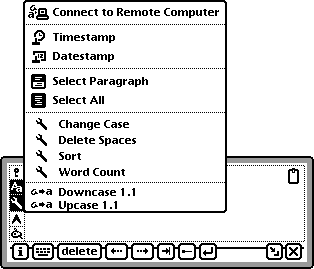 Connect to Remote Computer
Timestamp
Datestamp
Select Paragraph
Select All
Change Case
Delete Spaces
Sort
Word Count
a→a Downcase 1.1
a→a Upcase 1.1
Aa
i
delete